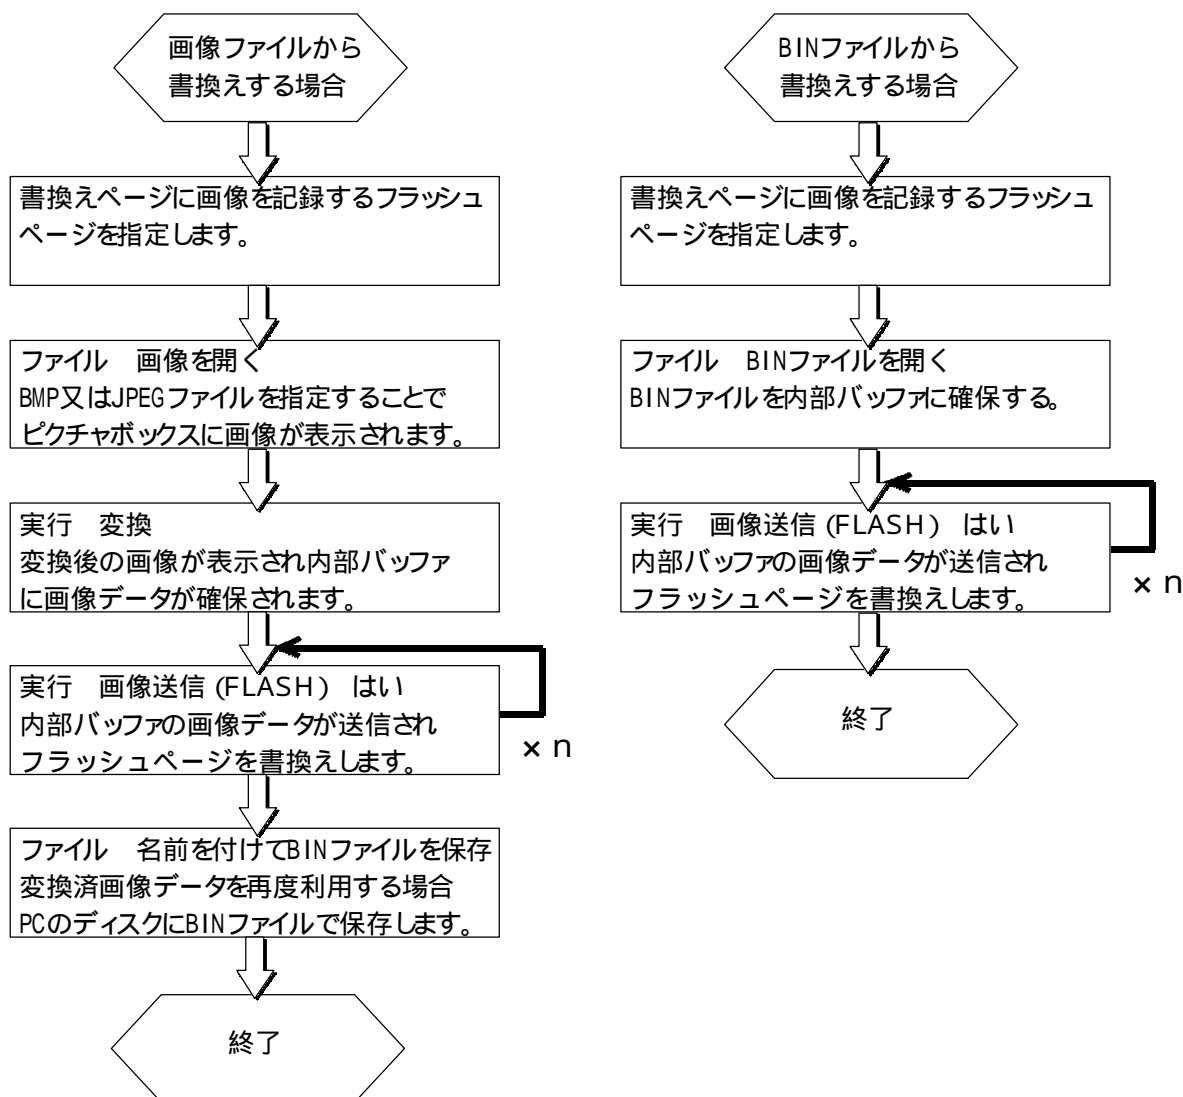 画像ファイルから
書換えする場合
書換えページに画像を記録するフラッシュ
ページを指定します。
ファイル　画像を開く
BMP又はJPEGファイルを指定することで
ピクチャボックスに画像が表示されます。
実行　変換
変換後の画像が表示され内部バッファ
に画像データが確保されます。
実行　画像送信(FLASH)　はい
内部バッファの画像データが送信され
フラッシュページを書換えします。
×n
ファイル　名前を付けてBINファイルを保存
変換済画像データを再度利用する場合
PCのディスクにBINファイルで保存します。
終了
BINファイルから
書換えする場合
書換えページに画像を記録するフラッシュ
ページを指定します。
ファイル　BINファイルを開く
BINファイルを内部バッファに確保する。
実行　画像送信(FLASH)　はい
内部バッファの画像データが送信され
フラッシュページを書換えします。
×n
終了